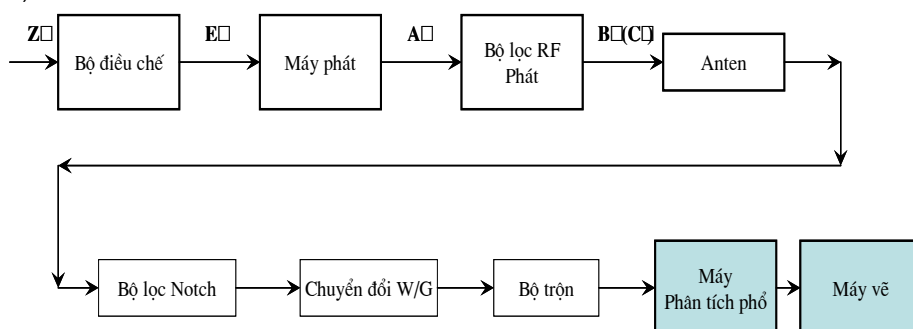 Z□ E□ A□ B□(C□)
Bộ điều chế
Máy phát
Bộ lọc RF
Phát
Anten
Bộ lọc Notch
Chuyển đổi W/G
Bộ trộn
Máy
Phân tích phổ
Máy vẽ